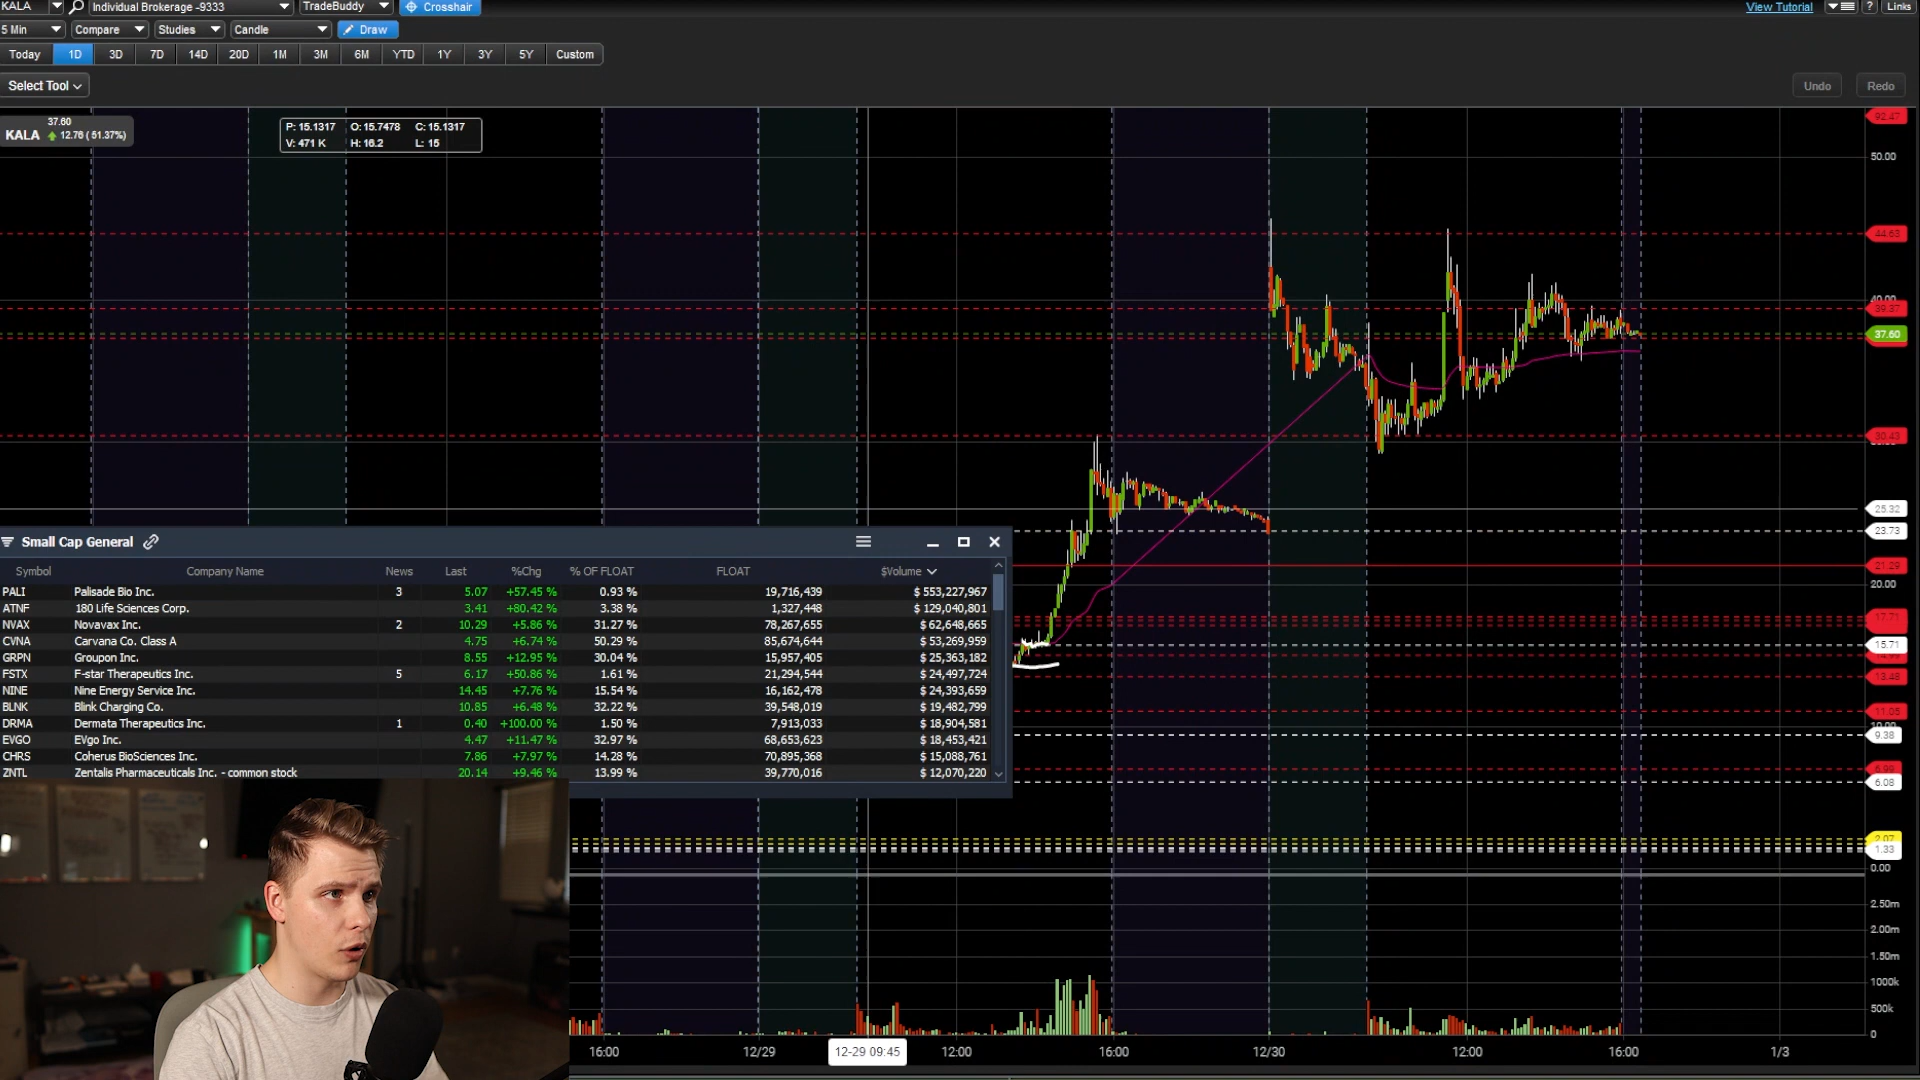 KALA Individual Brokerage -9333 TradeBuddy Crosshair View Tutorial ? Links
5 Min Compare Studies Candle Draw
Today 1D 3D 7D 14D 20D 1M 3M 6M YTD 1Y 3Y 5Y Custom
Select Tool Undo Redo
37.60
KALA 12.76 ( 51.37%)
P: 15.1317 O: 15.7478 C: 15.1317
V: 471 K H: 16.2 L: 15
92.47
50.00
44.63
40.00
39.37
37.60
30.43
25.32
23.73
21.29
20.00
17.71
15.71
13.48
11.05
10.00
9.38
6.99
6.08
2.07
1.33
0.00
2.50m
2.00m
1.50m
1000k
500k
0
Small Cap General
Symbol Company Name News Last %Chg % OF FLOAT FLOAT $Volume
PALI Palisade Bio Inc. 3 5.07 +57.45 % 0.93 % 19,716,439 $ 553,227,967
ATNF 180 Life Sciences Corp. 3.41 +80.42 % 3.38 % 1,327,448 $ 129,040,801
NVAX Novavax Inc. 2 10.29 +5.86 % 31.27 % 78,267,655 $ 62,648,665
CVNA Carvana Co. Class A 4.75 +6.74 % 50.29 % 85,674,644 $ 53,269,959
GRPN Groupon Inc. 8.55 +12.95 % 30.04 % 15,957,405 $ 25,363,182
FSTX F-star Therapeutics Inc. 5 6.17 +50.86 % 1.61 % 21,294,544 $ 24,497,724
NINE Nine Energy Service Inc. 14.45 +7.76 % 15.54 % 16,162,478 $ 24,393,659
BLNK Blink Charging Co. 10.85 +6.48 % 32.22 % 39,548,019 $ 19,482,799
DRMA Dermata Therapeutics Inc. 1 0.40 +100.00 % 1.50 % 7,913,033 $ 18,904,581
EVGO EVgo Inc. 4.47 +11.47 % 32.97 % 68,653,623 $ 18,453,421
CHRS Coherus BioSciences Inc. 7.86 +7.97 % 14.28 % 70,895,368 $ 15,088,761
ZNTL Zentalis Pharmaceuticals Inc. - common stock 20.14 +9.46 % 13.99 % 39,770,016 $ 12,070,220
16:00 12/29 12-29 09:45 12:00 16:00 12/30 12:00 16:00 1/3